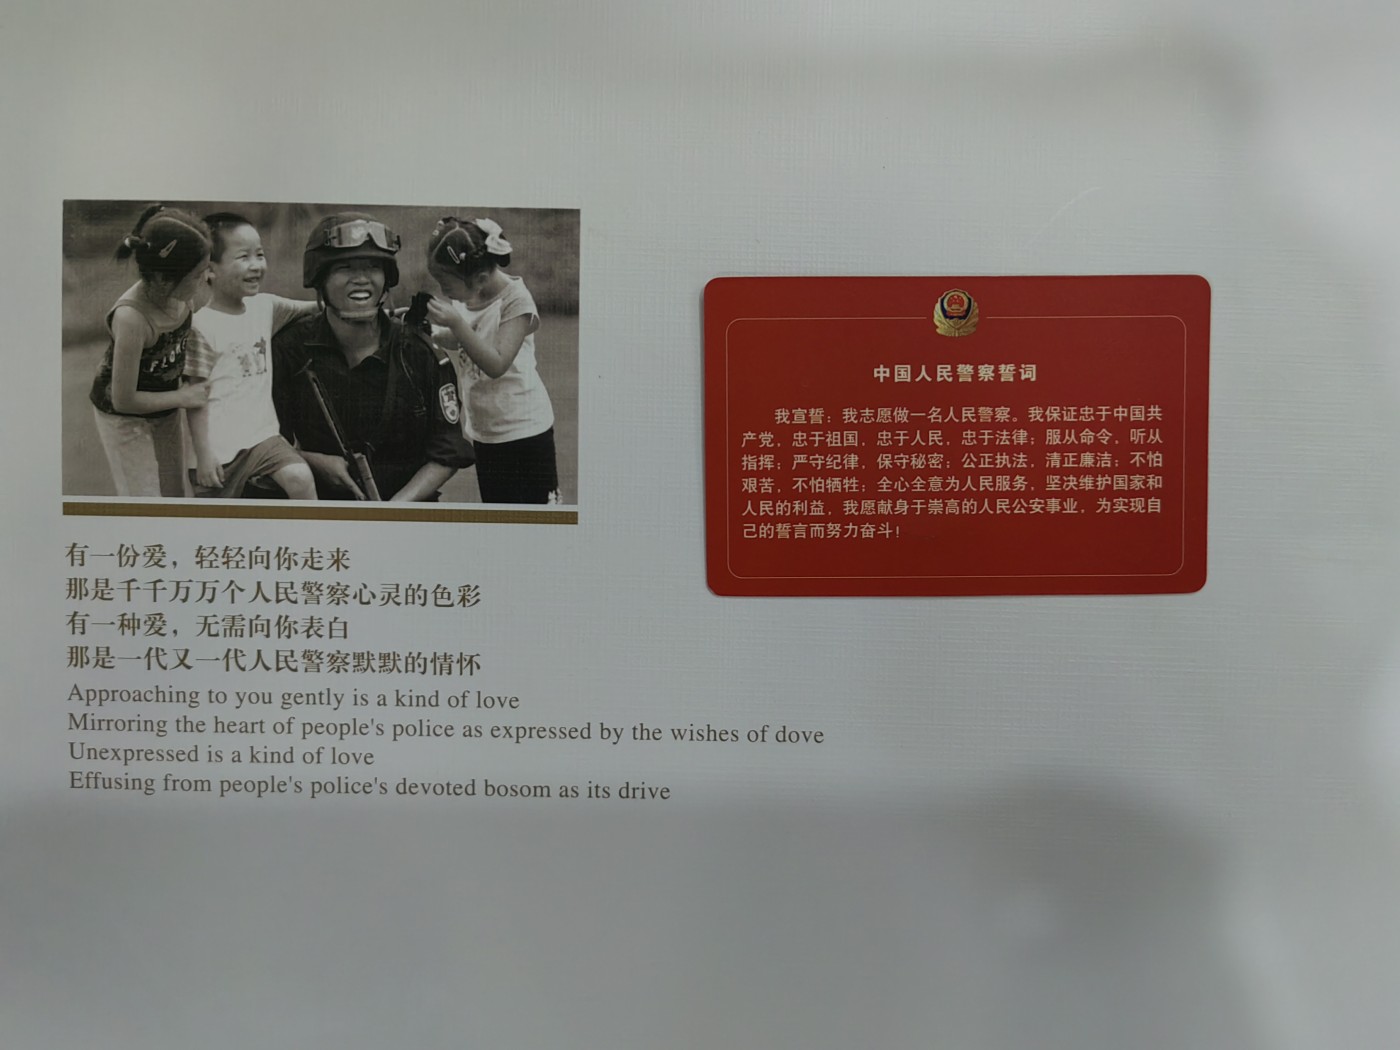 有一份爱，轻轻向你走来
那是千千万万个人民警察心灵的色彩
有一种爱，无需向你表白
那是一代又一代人民警察默默的情怀
Approaching to you gently is a kind of love
Mirroring the heart of people's police as expressed by the wishes of dove
Unexpressed is a kind of love
Effusing from people's police's devoted bosom as its drive
中国人民警察誓词
我宣誓：我志愿做一名人民警察。我保证忠于中国共
产党，忠于祖国，忠于人民，忠于法律；服从命令，听从
指挥；严守纪律，保守秘密；公正执法，清正廉洁；不怕
艰苦，不怕牺牲；全心全意为人民服务，坚决维护国家和
人民的利益，我愿献身于崇高的人民公安事业，为实现自
己的誓言而努力奋斗！